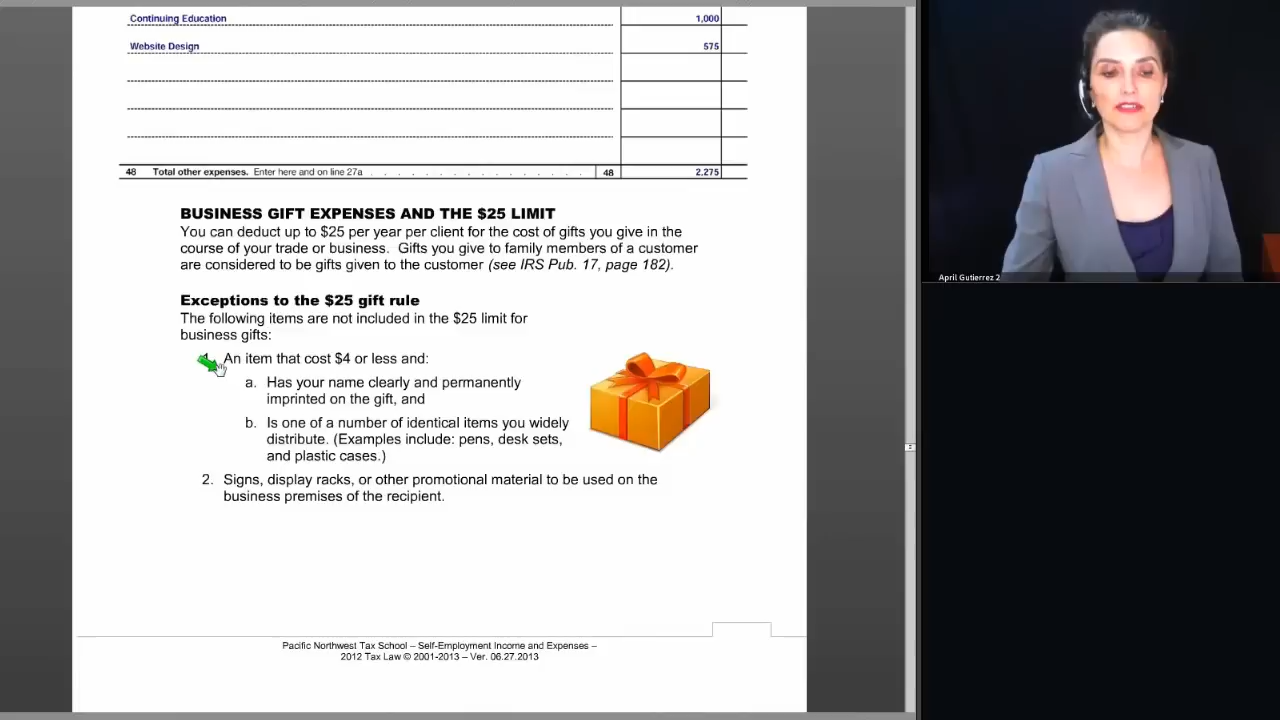 Continuing Education 1,000
Website Design 575
48 Total other expenses. Enter here and on line 27a . . . . . . . . . . . . . . . 48 2,275
BUSINESS GIFT EXPENSES AND THE $25 LIMIT
You can deduct up to $25 per year per client for the cost of gifts you give in the
course of your trade or business. Gifts you give to family members of a customer
are considered to be gifts given to the customer (see IRS Pub. 17, page 182).
Exceptions to the $25 gift rule
The following items are not included in the $25 limit for
business gifts:
An item that cost $4 or less and:
a. Has your name clearly and permanently
imprinted on the gift, and
b. Is one of a number of identical items you widely
distribute. (Examples include: pens, desk sets,
and plastic cases.)
2. Signs, display racks, or other promotional material to be used on the
business premises of the recipient.
Pacific Northwest Tax School – Self-Employment Income and Expenses –
2012 Tax Law © 2001-2013 – Ver. 06.27.2013
April Gutierrez 2